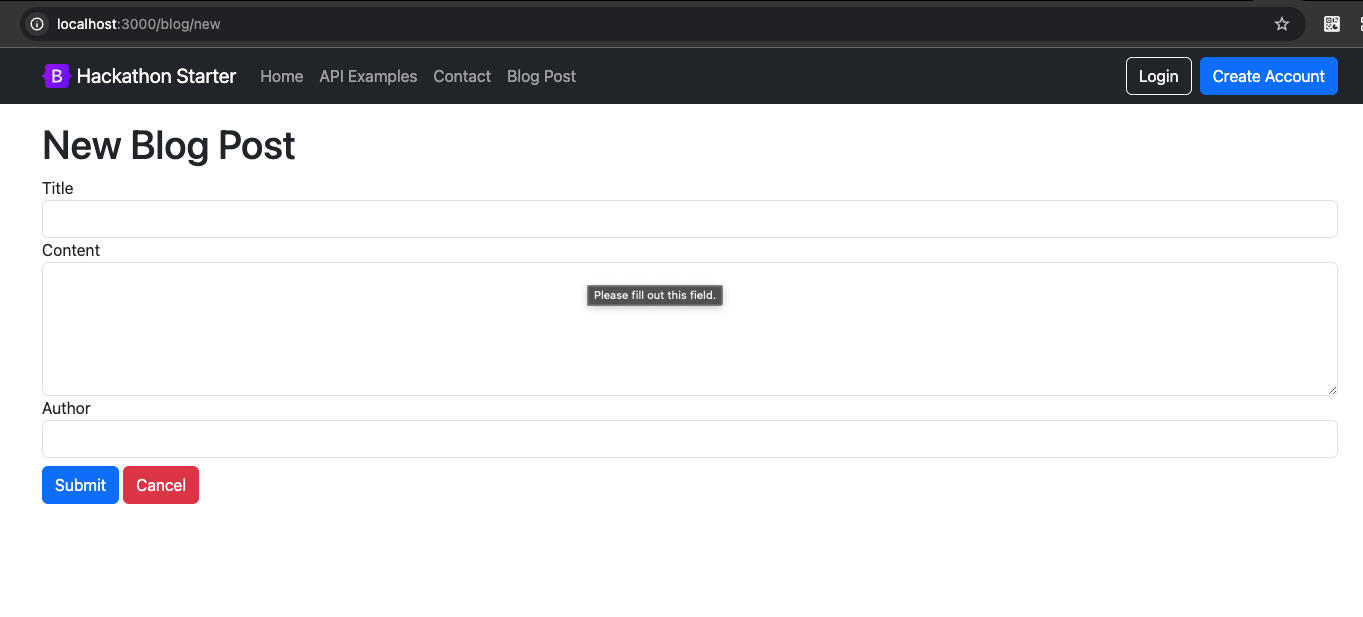 localhost:3000/blog/new
B Hackathon Starter Home API Examples Contact Blog Post Login Create Account
New Blog Post
Title
Content
Please fill out this field.
Author
Submit Cancel